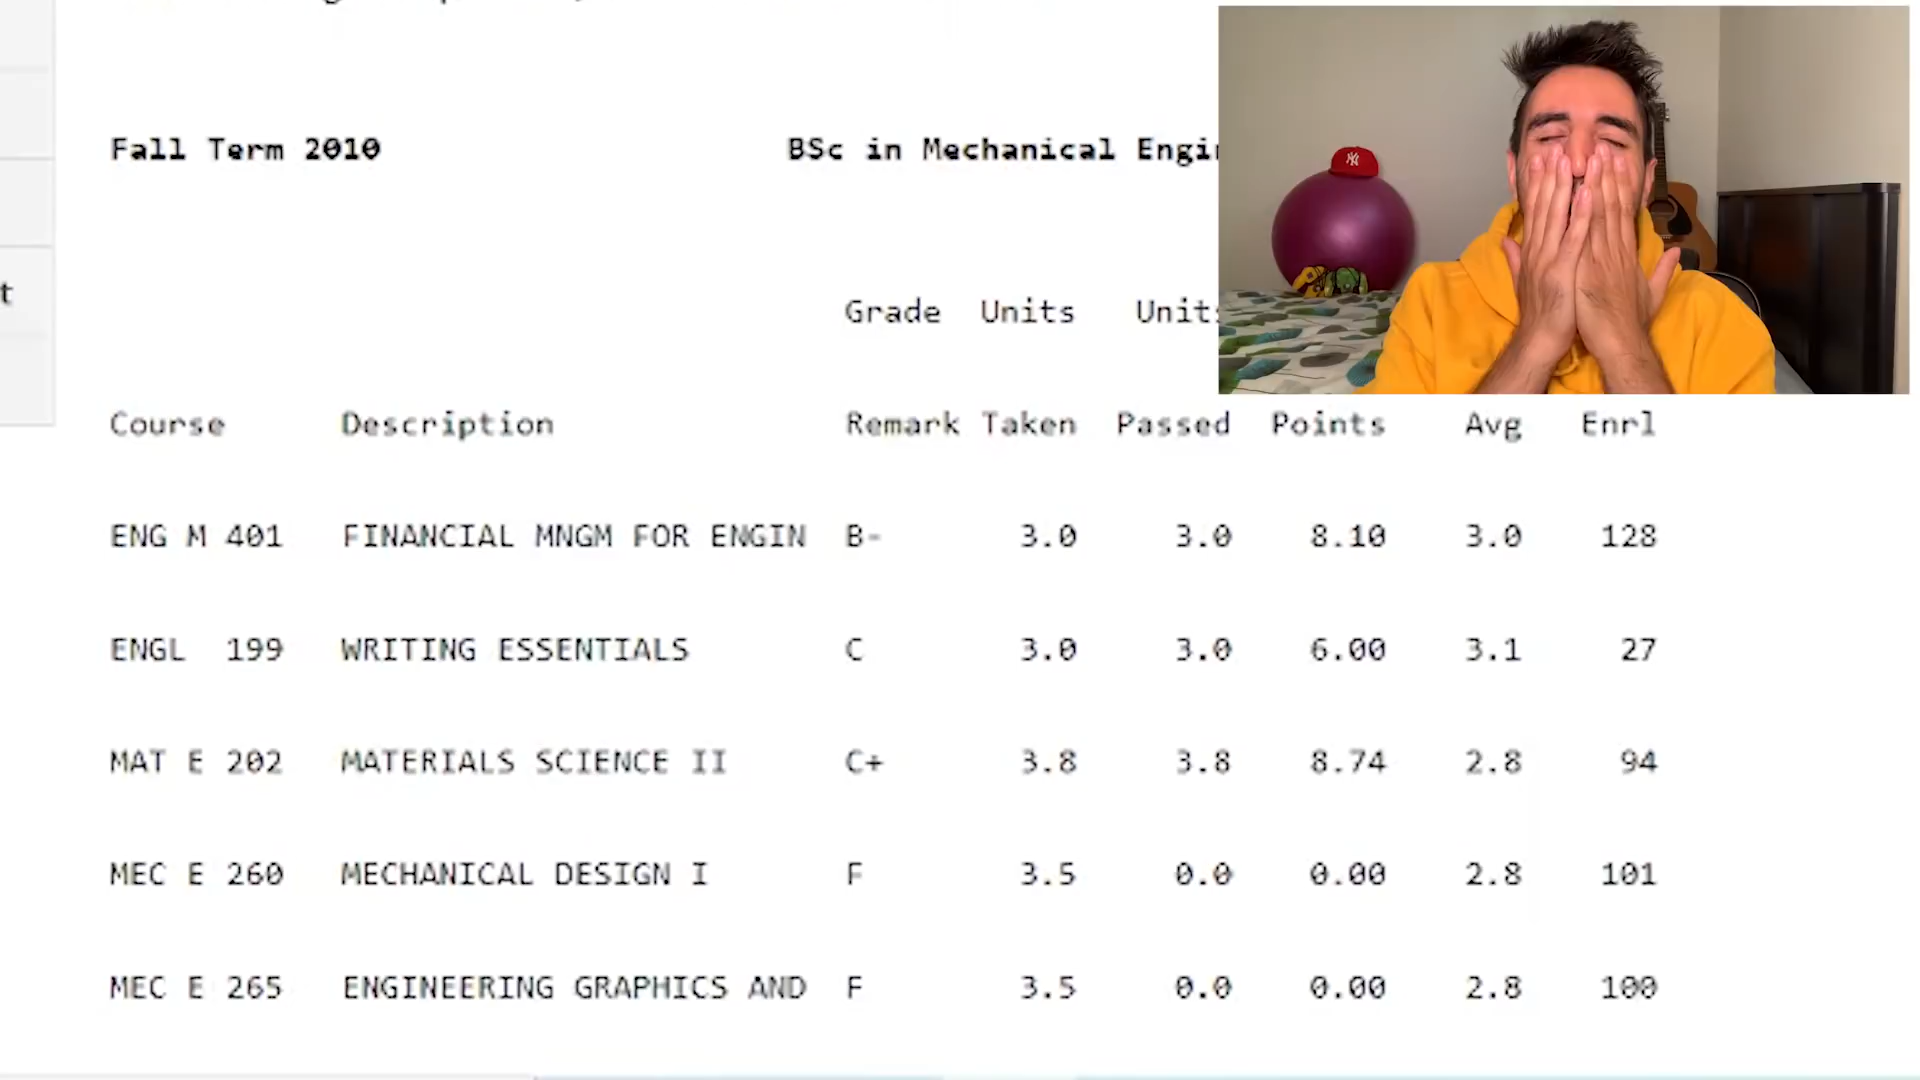 t
Fall Term 2010 BSc in Mechanical Engi
Grade Units Unit
Course Description Remark Taken Passed Points Avg Enrl
ENG M 401 FINANCIAL MNGM FOR ENGIN B- 3.0 3.0 8.10 3.0 128
ENGL 199 WRITING ESSENTIALS C 3.0 3.0 6.00 3.1 27
MAT E 202 MATERIALS SCIENCE II C+ 3.8 3.8 8.74 2.8 94
MEC E 260 MECHANICAL DESIGN I F 3.5 0.0 0.00 2.8 101
MEC E 265 ENGINEERING GRAPHICS AND F 3.5 0.0 0.00 2.8 100